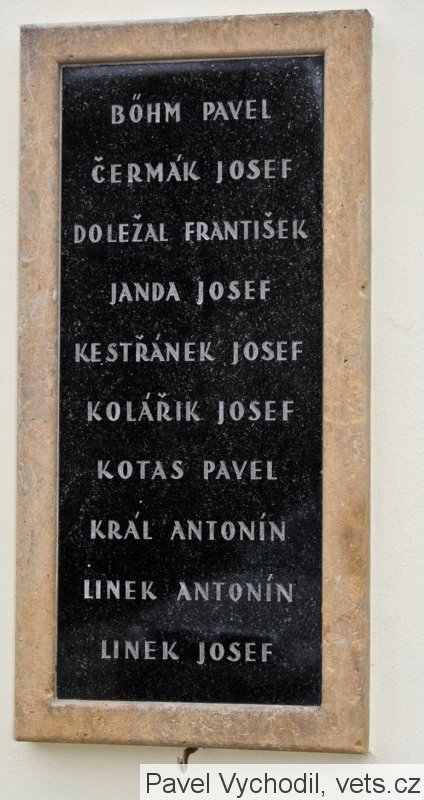 BŐHM PAVEL
ČERMÁK JOSEF
DOLEŽAL FRANTIŠEK
JANDA JOSEF
KESTŘÁNEK JOSEF
KOLÁŘIK JOSEF
KOTAS PAVEL
KRÁL ANTONÍN
LINEK ANTONÍN
LINEK JOSEF
Pavel Vychodil, vets.cz